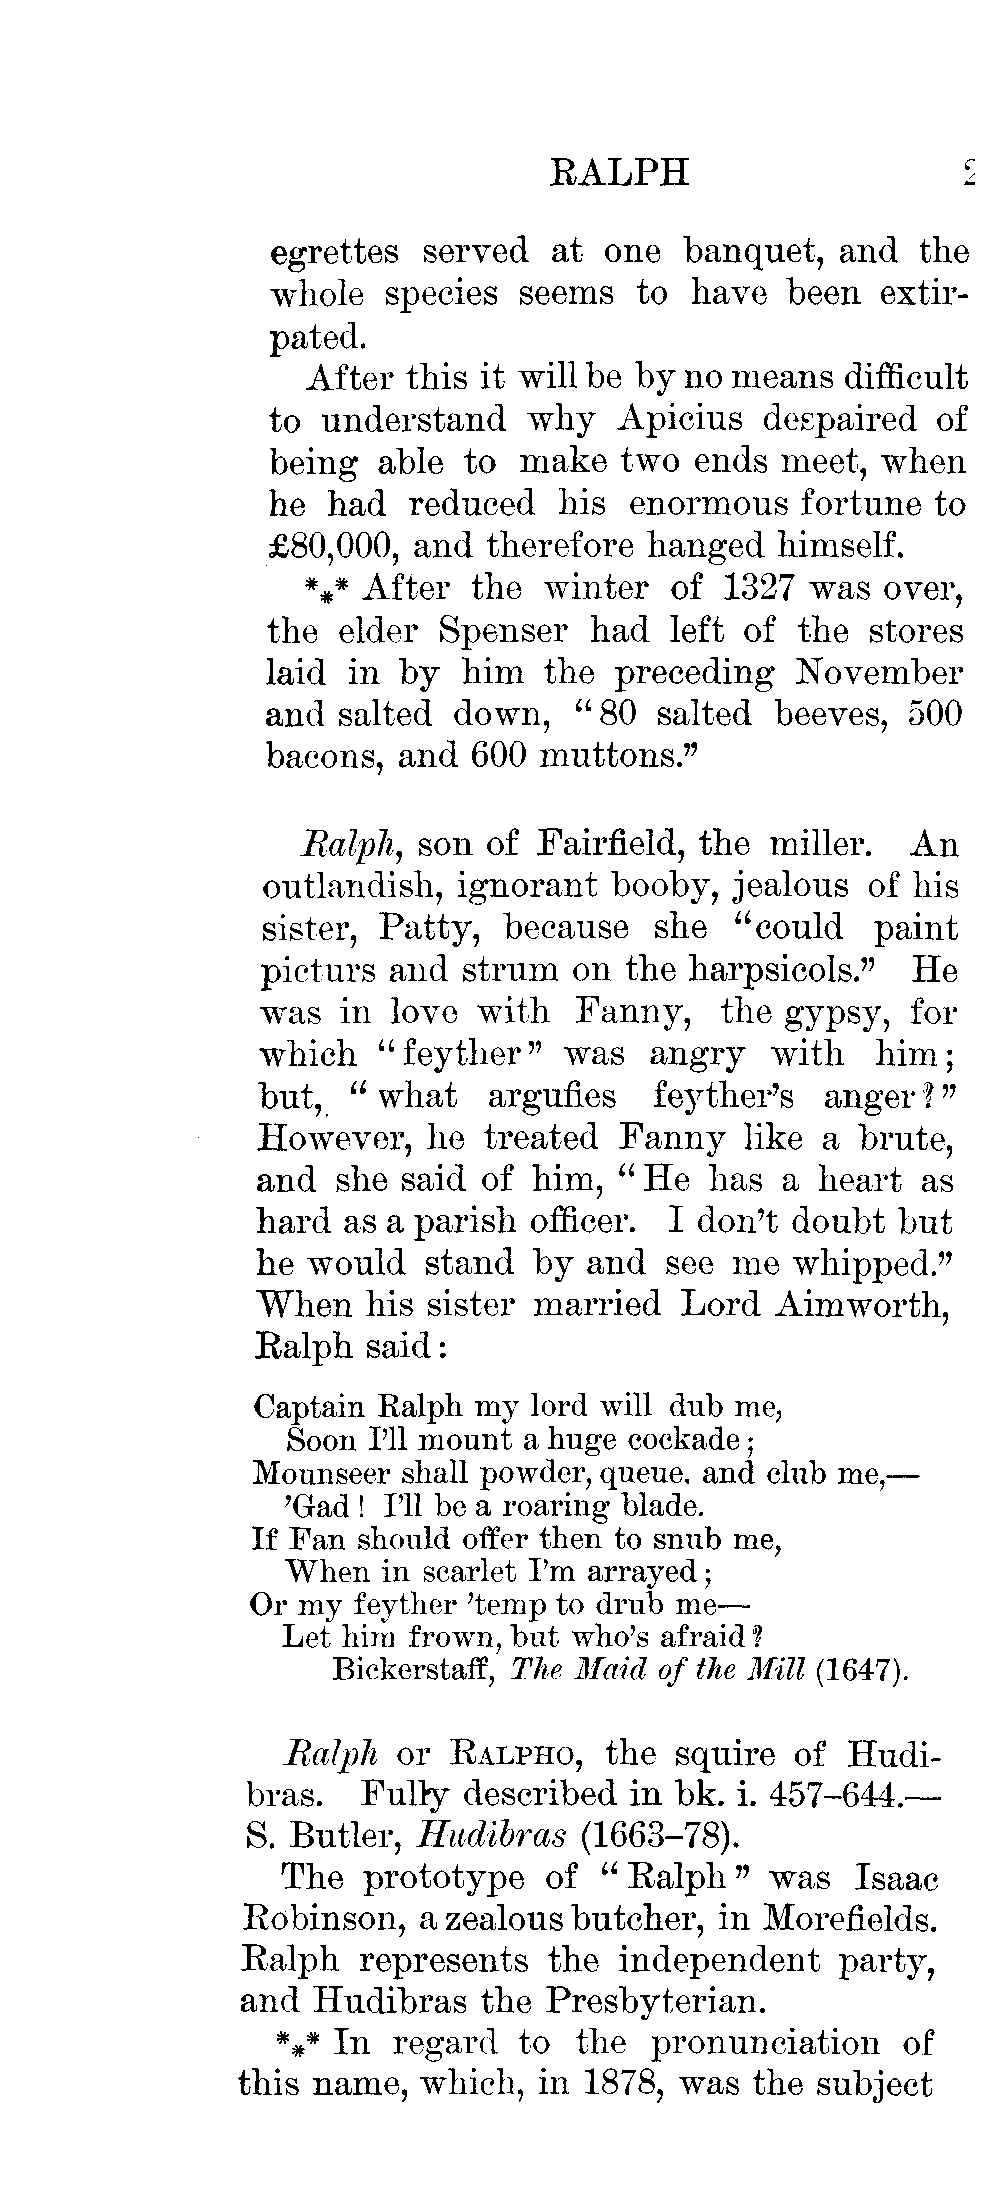 RALPH
egrettes served at one banquet, and the
whole species seems to have been extir-
pated.
After this it will be by no means difficult
to understand why Apicius despaired of
being able to make two ends meet, when
he had reduced his enormous fortune to
£80,000, and therefore hanged himself.
*⁎* After the winter of 1327 was over,
the elder Spenser had left of the stores
laid in by him the preceding November
and salted down, “80 salted beeves, 500
bacons, and 600 muttons.”
Ralph, son of Fairfield, the miller. An
outlandish, ignorant booby, jealous of his
sister, Patty, because she “could paint
picturs and strum on the harpsicols.” He
was in love with Fanny, the gypsy, for
which “feyther” was angry with him;
but, “what argufies feyther’s anger?”
However, he treated Fanny like a brute,
and she said of him, “He has a heart as
hard as a parish officer. I don’t doubt but
he would stand by and see me whipped.”
When his sister married Lord Aimworth,
Ralph said:
Captain Ralph my lord will dub me,
Soon I’ll mount a huge cockade;
Mounseer shall powder, queue, and club me,—
’Gad! I’ll be a roaring blade.
If Fan should offer then to snub me,
When in scarlet I’m arrayed;
Or my feyther ’temp to drub me—
Let him frown, but who’s afraid?
Bickerstaff, The Maid of the Mill (1647).
Ralph or RALPHO, the squire of Hudi-
bras. Fully described in bk. i. 457–644.—
S. Butler, Hudibras (1663–78).
The prototype of “Ralph” was Isaac
Robinson, a zealous butcher, in Morefields.
Ralph represents the independent party,
and Hudibras the Presbyterian.
*⁎* In regard to the pronunciation of
this name, which, in 1878, was the subject